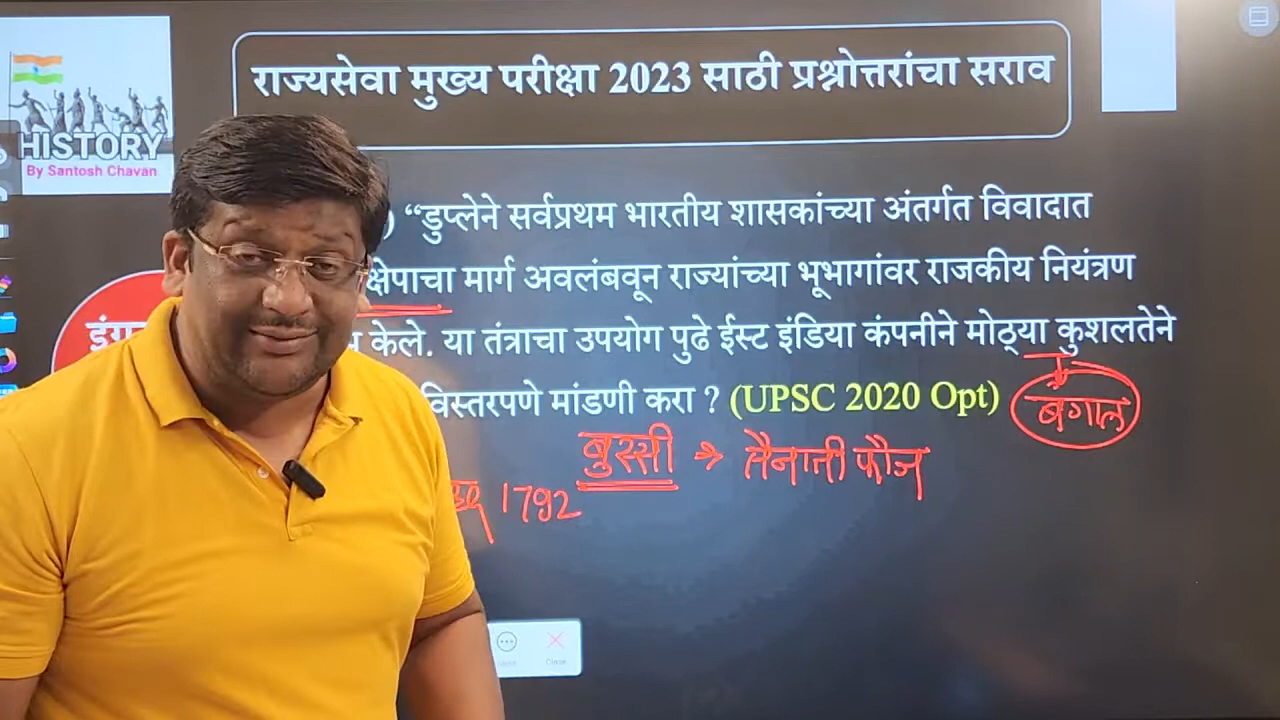 राज्यसेवा मुख्य परीक्षा 2023 साठी प्रश्नोत्तरांचा सराव
HISTORY
By Santosh Chavan
) “डुप्लेने सर्वप्रथम भारतीय शासकांच्या अंतर्गत विवादात
क्षेपाचा मार्ग अवलंबवून राज्यांच्या भूभागांवर राजकीय नियंत्रण
केले. या तंत्राचा उपयोग पुढे ईस्ट इंडिया कंपनीने मोठ्या कुशलतेने
विस्तरपणे मांडणी करा ? (UPSC 2020 Opt)
बंगाल
बुस्सी → तैनाती फौज
1792
Close